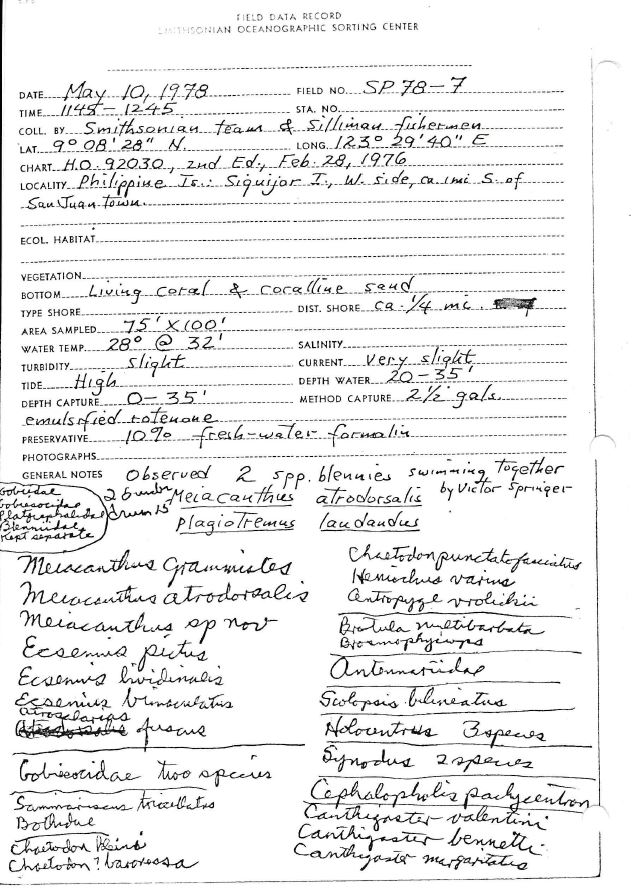 FIELD DATA RECORD
SMITHSONIAN OCEANOGRAPHIC SORTING CENTER
DATE May 10, 1978 FIELD NO. SP 78-7
TIME 1145-1245 STA. NO.
COLL. BY Smithsonian team & Silliman fishermen
LAT. 9° 08' 28" N. LONG. 123° 29' 40" E
CHART H.O. 92030, 2nd Ed., Feb. 28, 1976
LOCALITY Philippine Is.: Siquijor I., W. side, ca. 1 mi S. of
San Juan town.
ECOL. HABITAT
VEGETATION
BOTTOM Living coral & coralline sand
TYPE SHORE DIST. SHORE ca. 1/4 mi.
AREA SAMPLED 75' X 100'
WATER TEMP. 28° @ 32' SALINITY
TURBIDITY slight CURRENT Very slight
TIDE High DEPTH WATER 20-35'
DEPTH CAPTURE 0-35' METHOD CAPTURE 2 1/2 gals.
emulsified rotenone
PRESERVATIVE 10% fresh-water formalin
PHOTOGRAPHS
GENERAL NOTES Observed 2 spp. blennies swimming together
by Victor Springer
Meiacanthus atrodorsalis
Plagiotremus laudandus
Gobiidae
Gobiesocidae
Platycephalidae
Blenniidae
Kept separate
drum 15
Meiacanthus grammistes
Meiacanthus atrodorsalis
Meiacanthus sp nov
Ecsenius pictus
Ecsenius lividinalis
Ecsenius bimaculatus
Atrosalarias
fuscus
Gobiesocidae two species
Sammariscus triocellatus
Bothidae
Chaetodon kleini
Chaetodon? baronessa
Chaetodon punctatofasciatus
Heniochus varius
Centropyge vrolickii
Brotula multibarbata
Brosmophyciops
Antennariidae
Scolopsis bilineatus
Holocentrus 3 species
Synodus 2 species
Cephalopholis pachycentron
Canthigaster valentini
Canthigaster bennetti
Canthigaster margaritatus